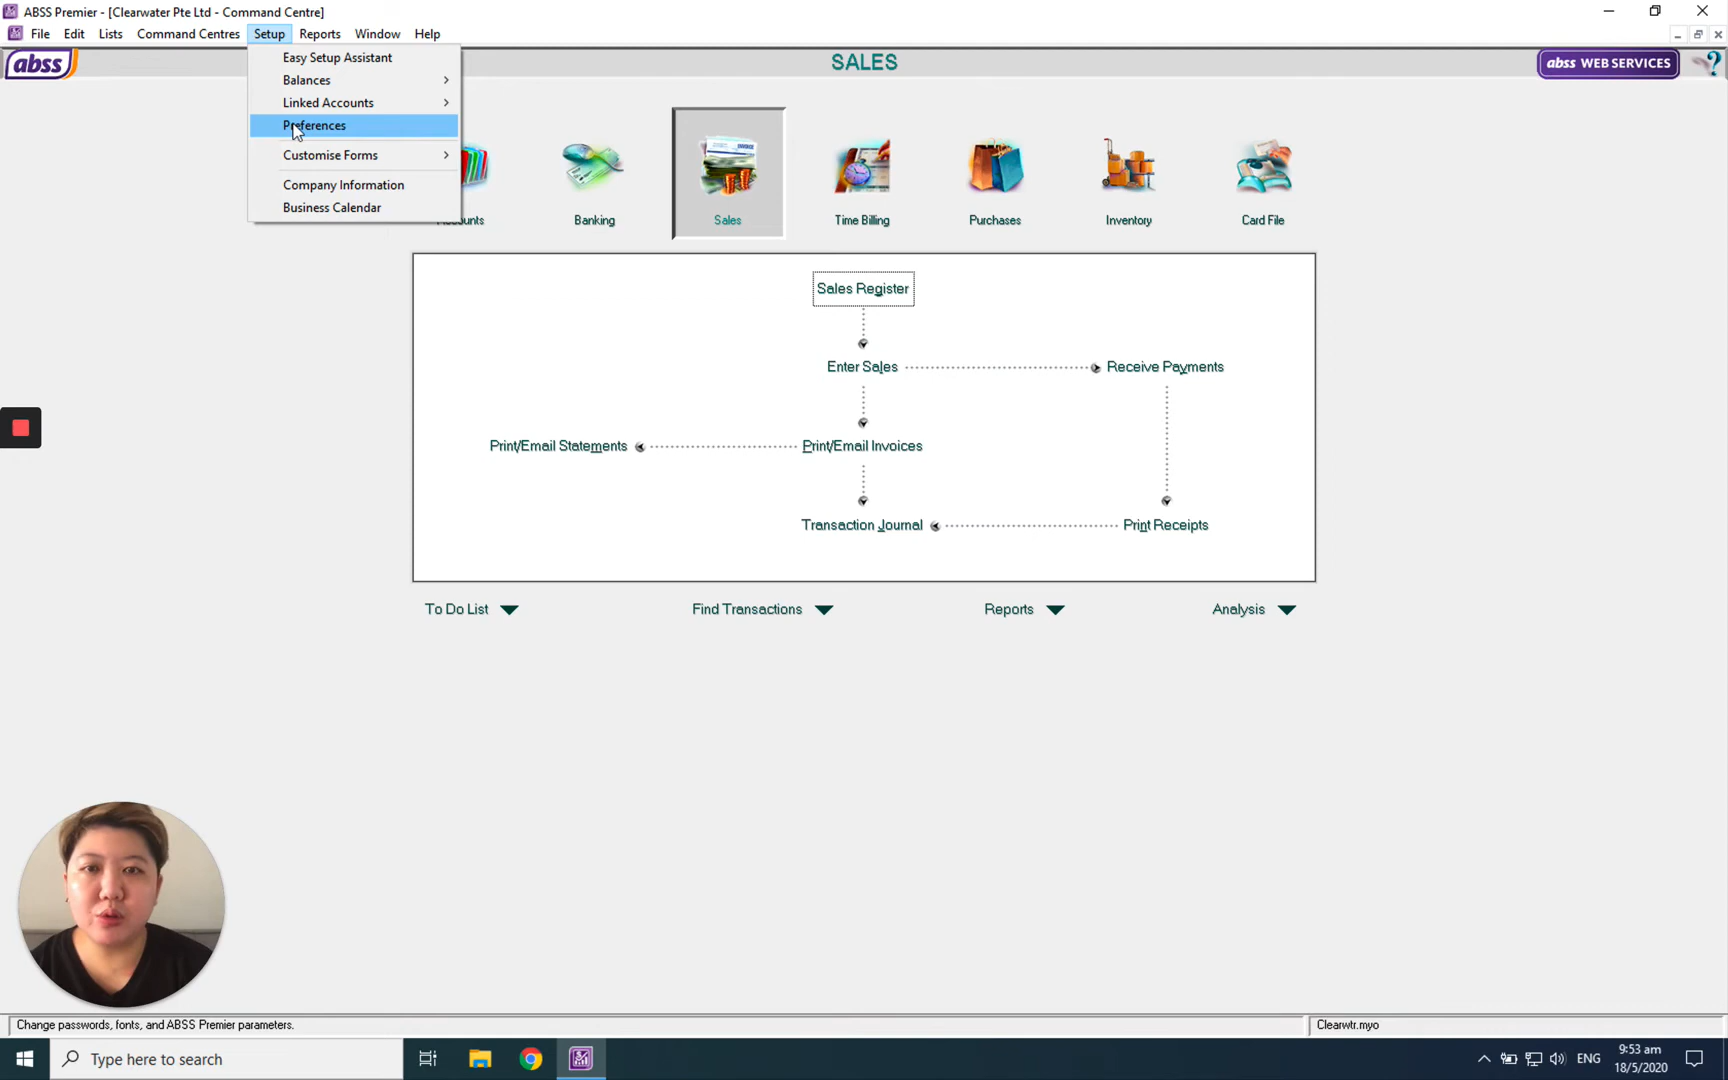 ABSS Premier - [Clearwater Pte Ltd - Command Centre]
File Edit Lists Command Centres Setup Reports Window Help
abss
SALES
abss WEB SERVICES
?
Easy Setup Assistant
Balances
Linked Accounts
Preferences
Customise Forms
Company Information
Business Calendar
ounts
Banking
INVOICE
Sales
Time Billing
Purchases
Inventory
Card File
Sales Register
Enter Sales
Receive Payments
Print/Email Statements
Print/Email Invoices
Transaction Journal
Print Receipts
To Do List
Find Transactions
Reports
Analysis
Change passwords, fonts, and ABSS Premier parameters.
Clearwtr.myo
Type here to search
ENG
9:53 am
18/5/2020